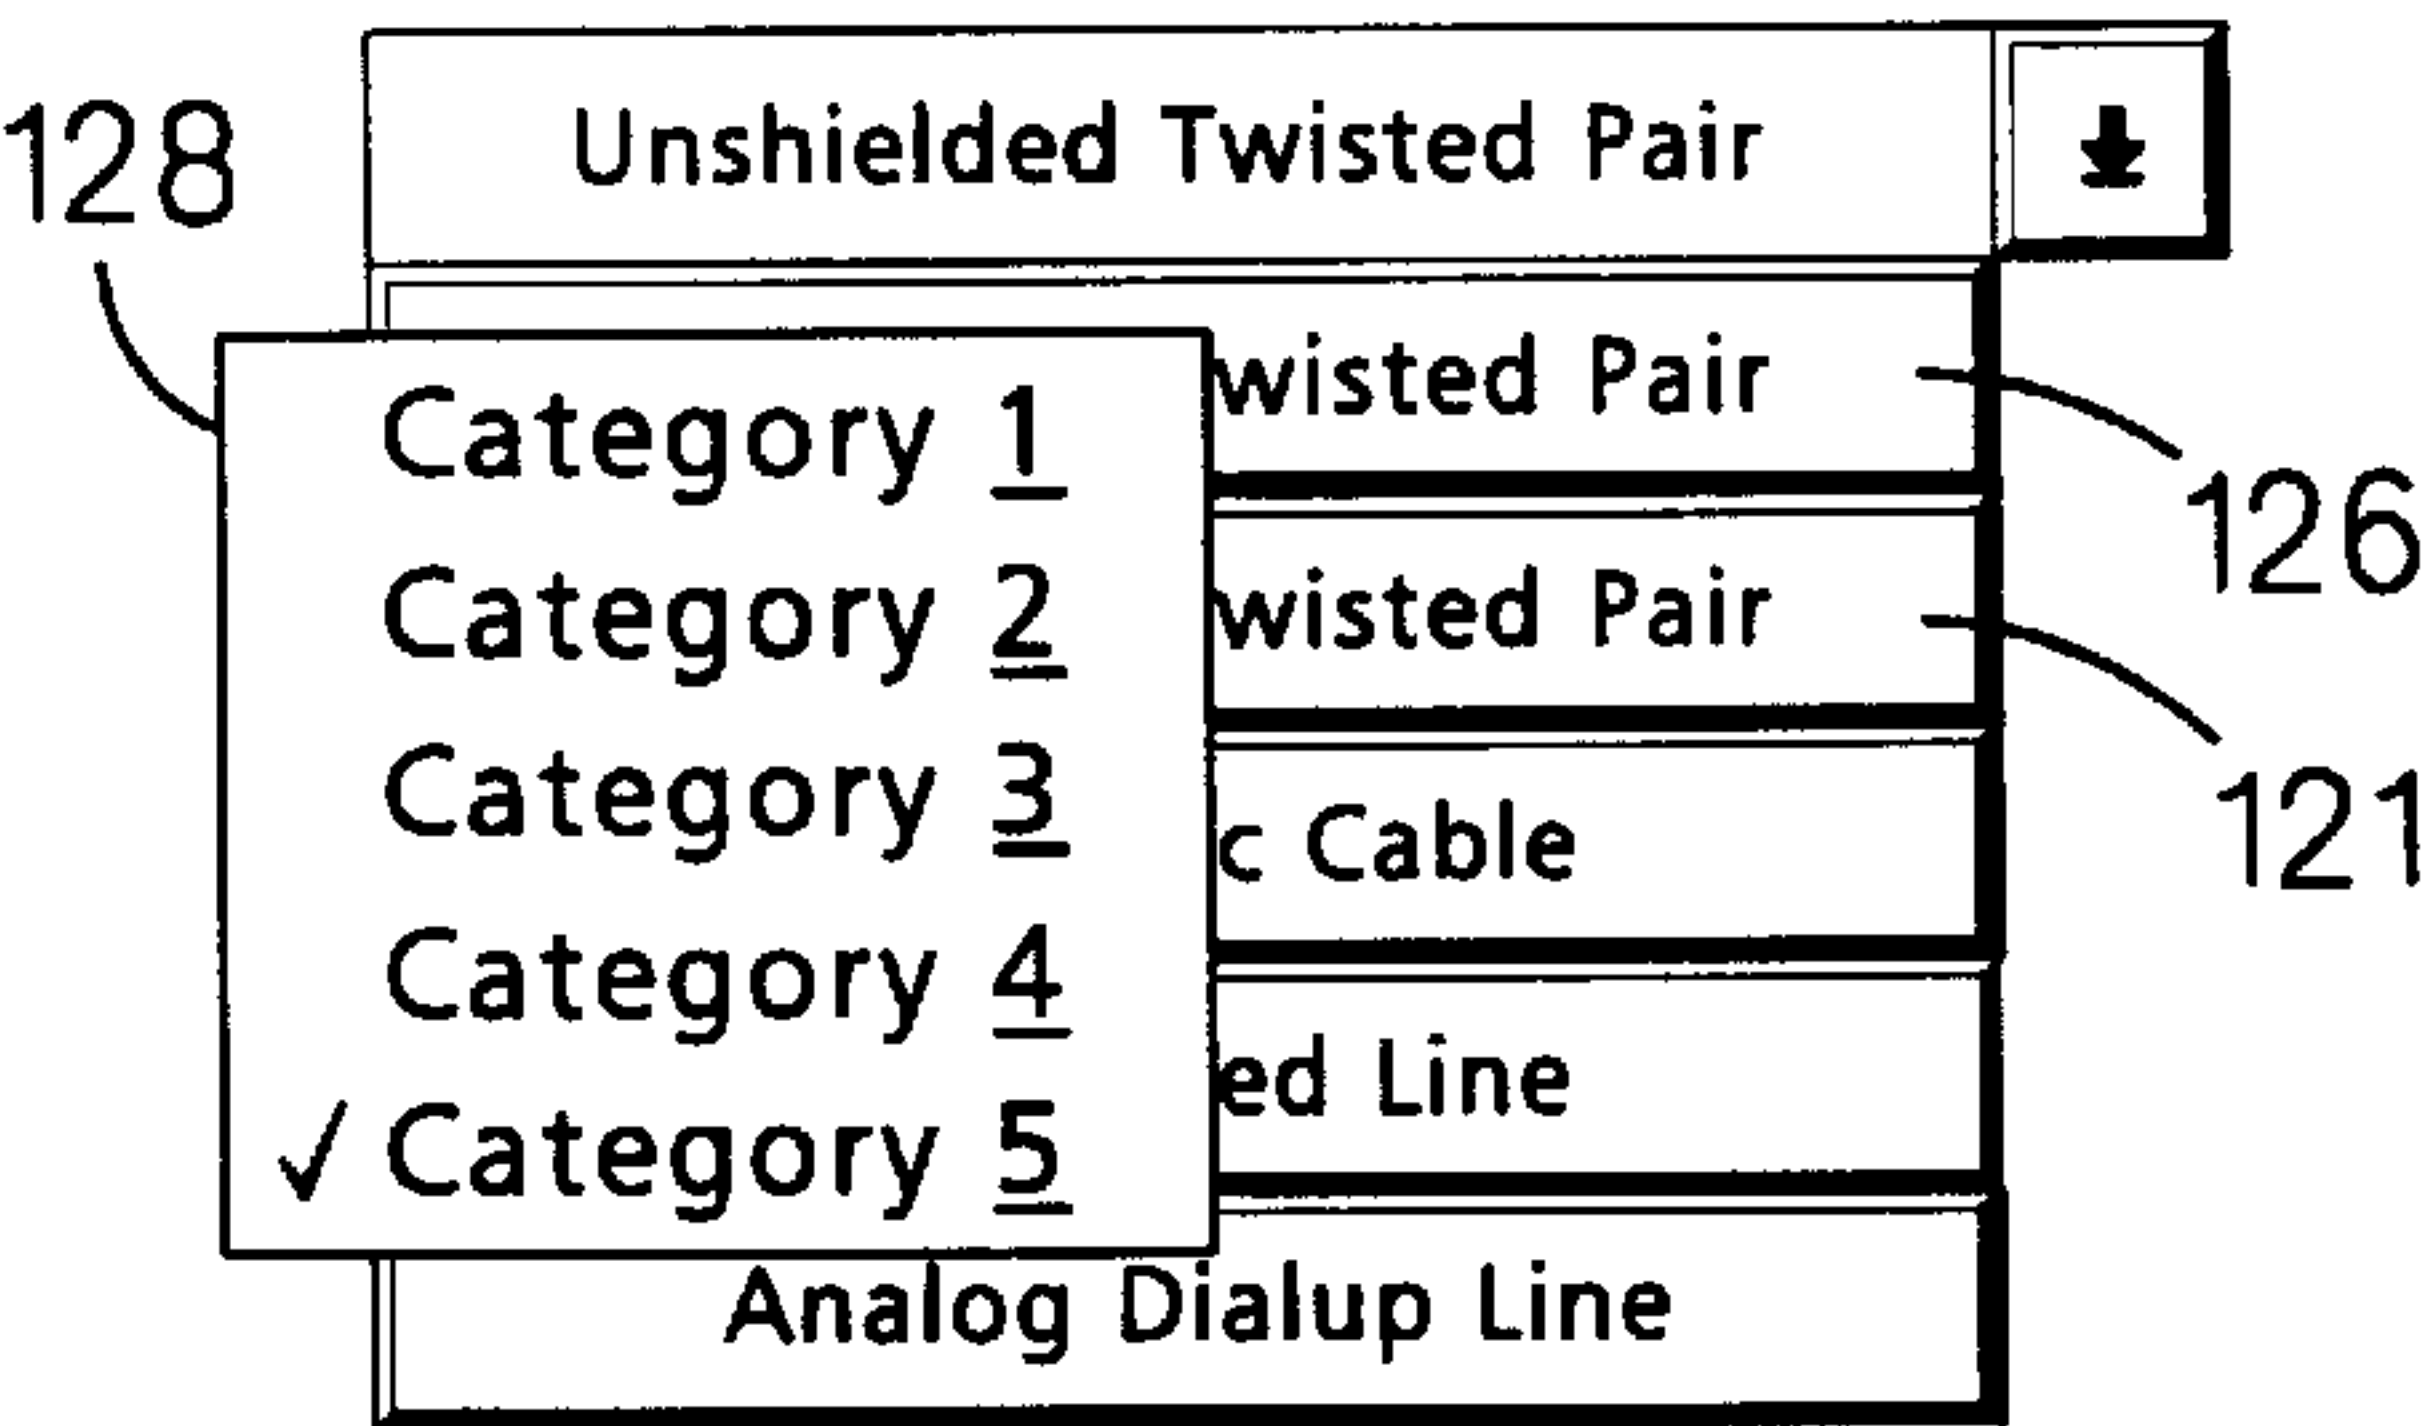 Unshielded Twisted Pair
128
wisted Pair
Category 1
126
Category 2
wisted Pair
Category 3
c Cable
121
Category 4
ed Line
✓ Category 5
Analog Dialup Line